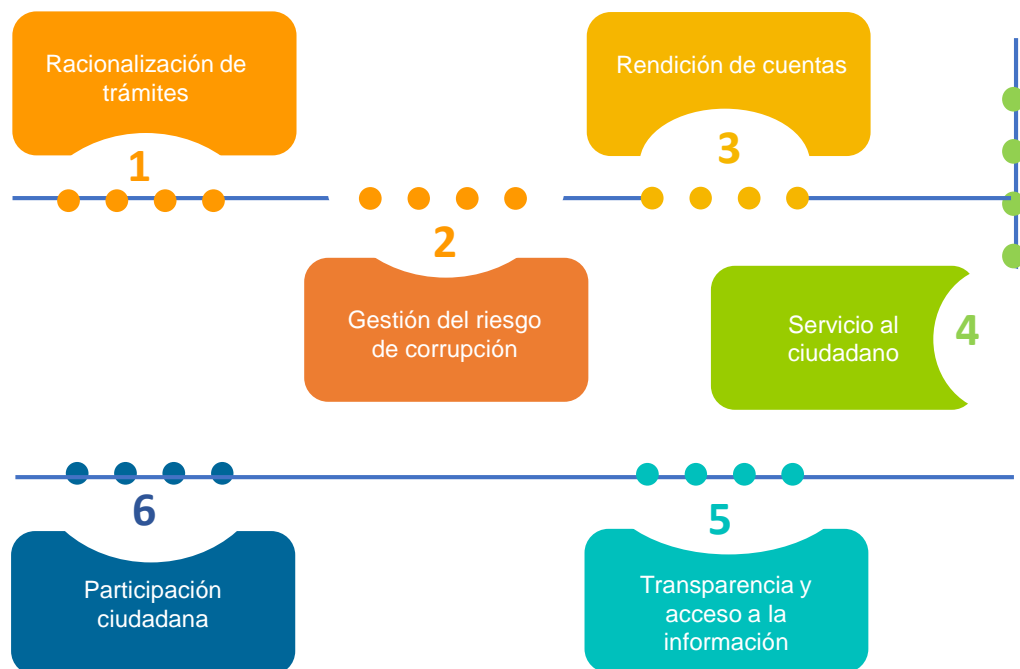 Racionalización de
trámites
1
2
Gestión del riesgo
de corrupción
Rendición de cuentas
3
Servicio al
ciudadano
4
5
Transparencia y
acceso a la
información
6
Participación
ciudadana